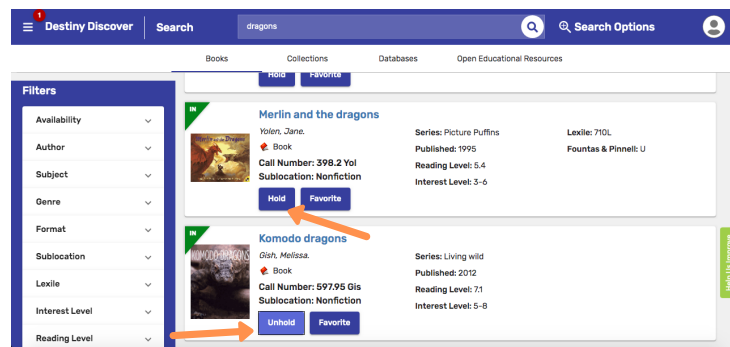 1
Destiny Discover
Search
dragons
Search Options
Books
Collections
Databases
Open Educational Resources
Hold
Favorite
Filters
Availability
Author
Subject
Genre
Format
Sublocation
Lexile
Interest Level
Reading Level
IN
Merlin and the dragons
Yolen, Jane.
Book
Call Number: 398.2 Yol
Sublocation: Nonfiction
Series: Picture Puffins
Published: 1995
Reading Level: 5.4
Interest Level: 3-6
Lexile: 710L
Fountas & Pinnell: U
Hold
Favorite
IN
KOMODO DRAGONS
Komodo dragons
Gish, Melissa.
Book
Call Number: 597.95 Gis
Sublocation: Nonfiction
Series: Living wild
Published: 2012
Reading Level: 7.1
Interest Level: 5-8
Unhold
Favorite